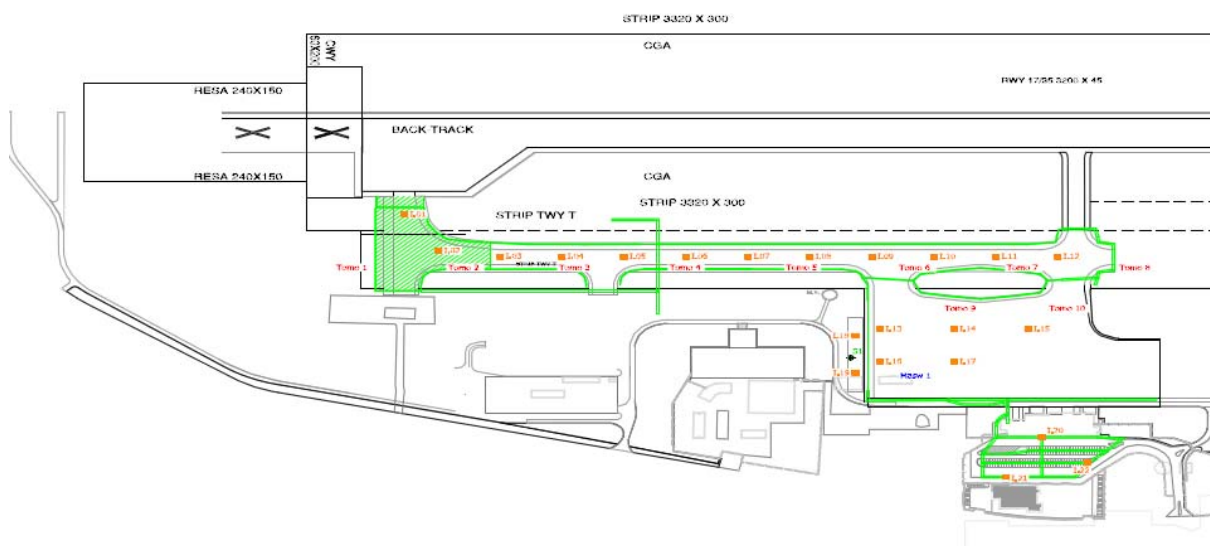 STRIP 3320 X 300
CWY
60X200
CGA
RESA 240X150
RWY 17/35 3200 X 45
BACK TRACK
RESA 240X150
CGA
STRIP 3320 X 300
L01
STRIP TWY T
L02
L03
L04
L05
L06
L07
L08
L09
L10
L11
L12
Tomo 1
Tomo 2
Tomo 3
Tomo 4
Tomo 5
Tomo 6
Tomo 7
Tomo 8
Tomo 9
Tomo 10
L13
L14
L15
L16
L17
L20
L21